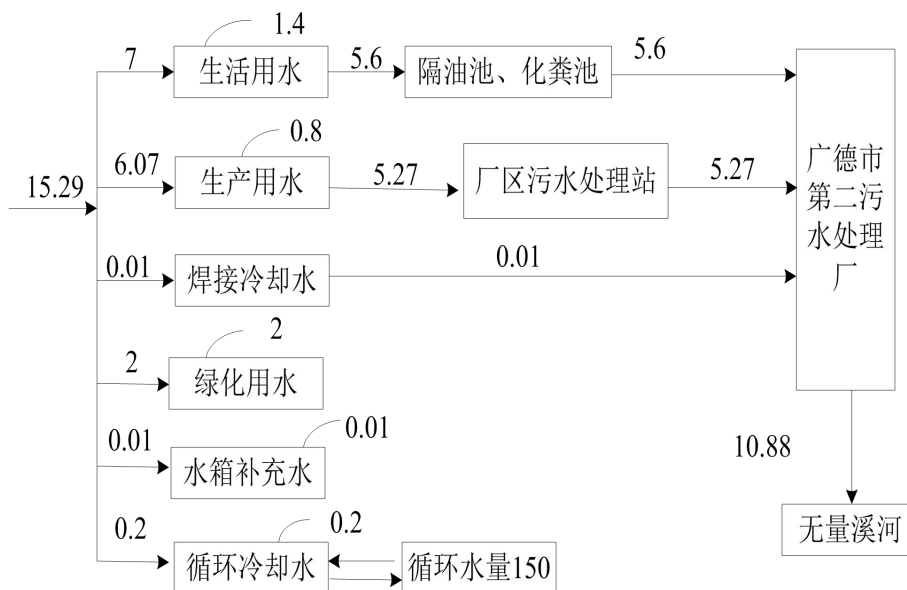 1.4
7
生活用水
5.6
隔油池、化粪池
5.6
0.8
6.07
生产用水
5.27
厂区污水处理站
5.27
广德市
第二污
水处理
厂
15.29
0.01
焊接冷却水
0.01
2
2
绿化用水
0.01
0.01
水箱补充水
10.88
无量溪河
0.2
0.2
循环冷却水
循环水量150